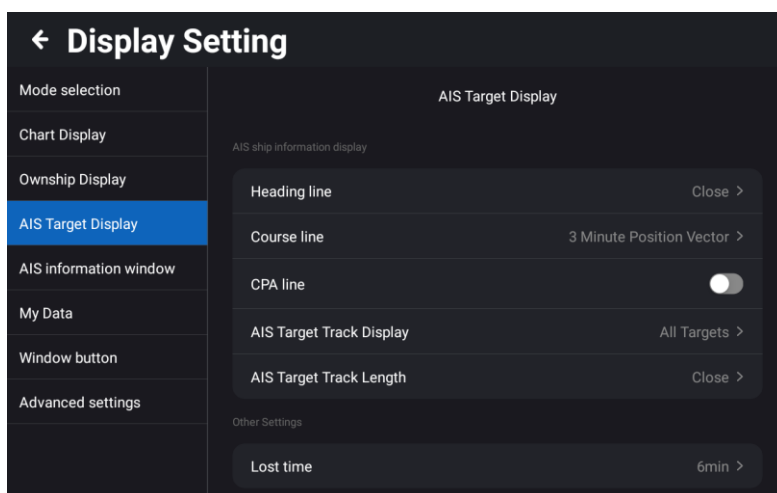 Display Setting
Mode selection
Chart Display
Ownship Display
AIS Target Display
AIS information window
My Data
Window button
Advanced settings
AIS Target Display
AIS ship information display
Heading line Close >
Course line 3 Minute Position Vector >
CPA line
AIS Target Track Display All Targets >
AIS Target Track Length Close >
Other Settings
Lost time 6min >